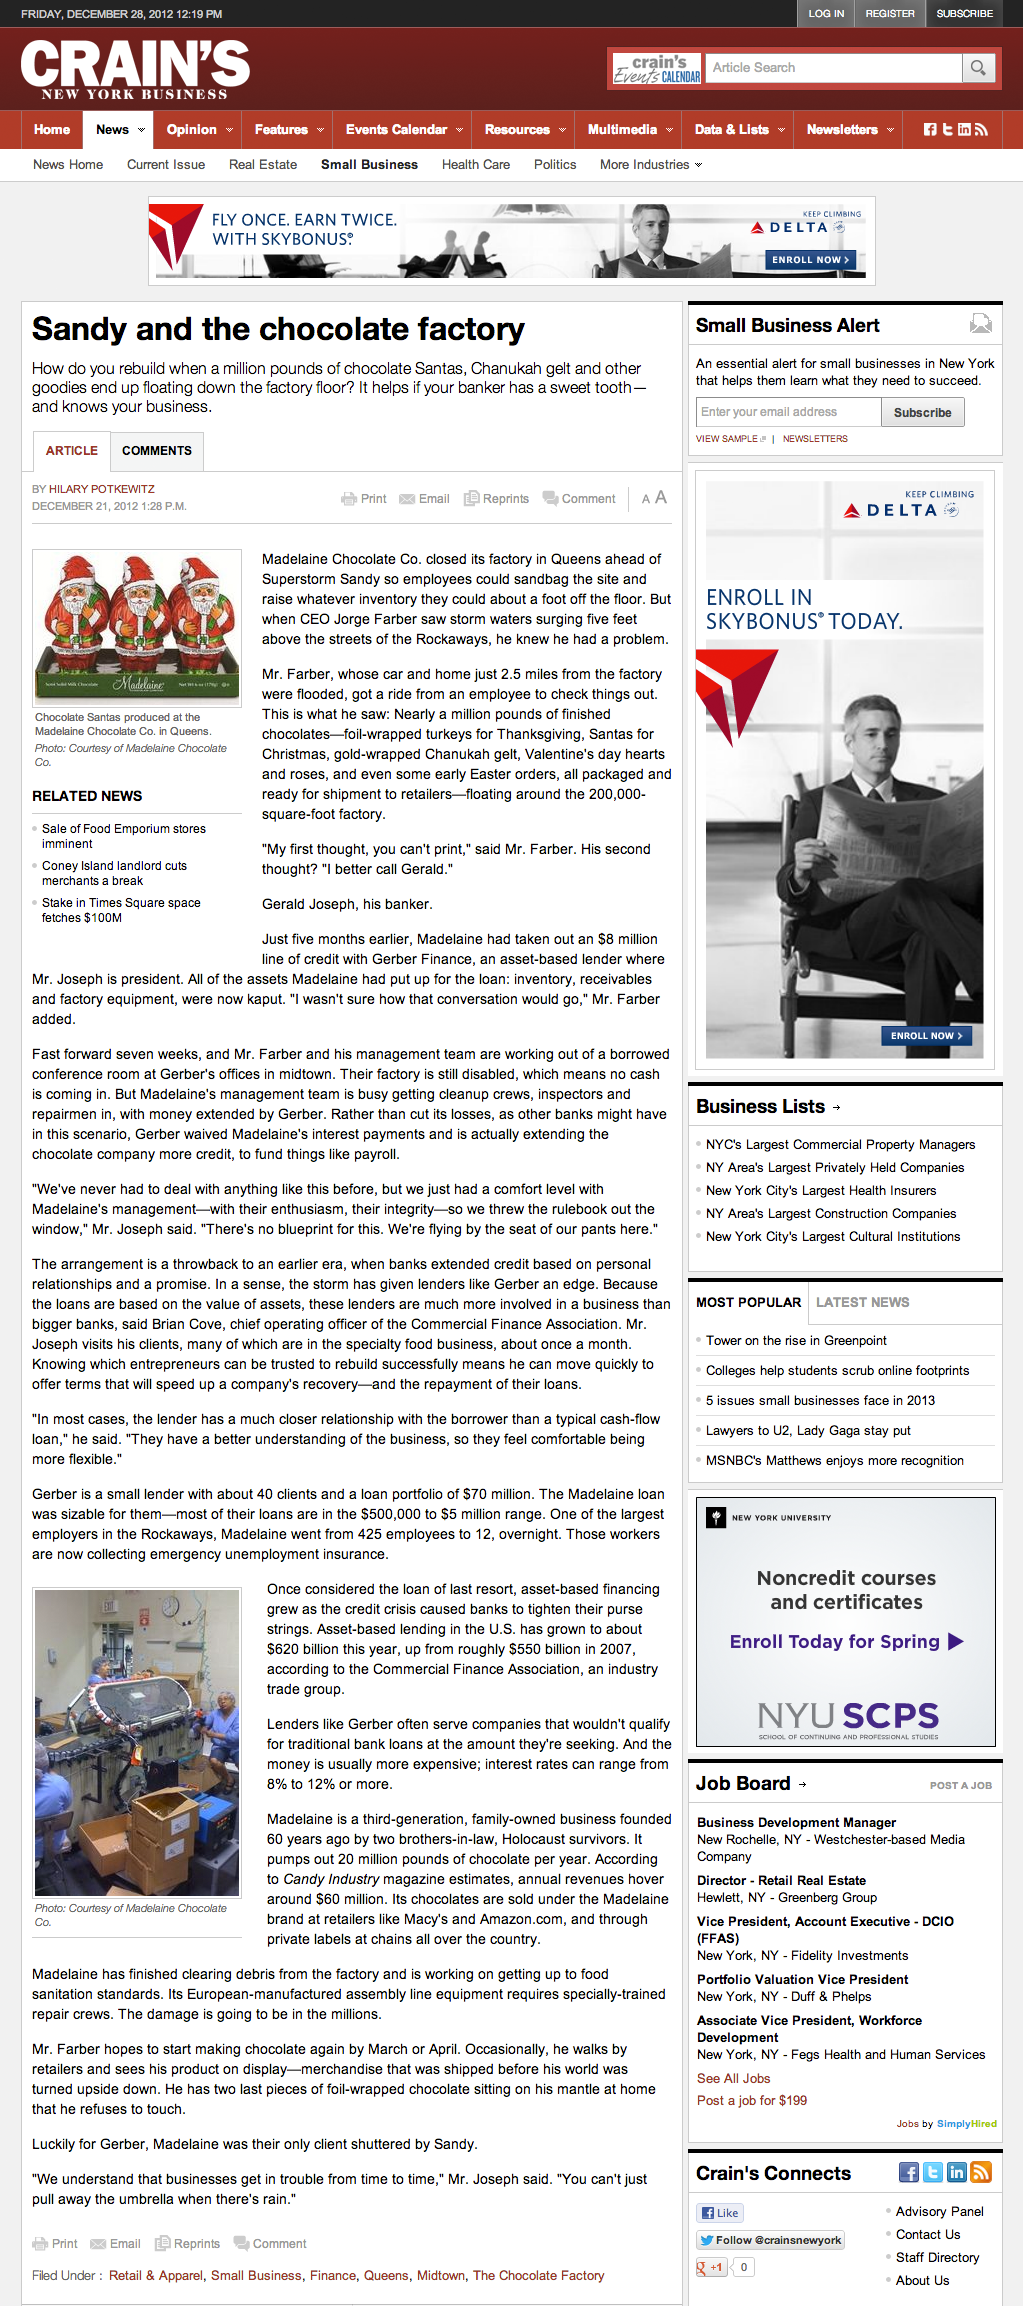 FRIDAY, DECEMBER 28, 2012 12:19 PM
LOG IN
REGISTER
SUBSCRIBE
CRAIN'S
NEW YORK BUSINESS
crain's
Events CALENDAR
Article Search
Home
News
Opinion
Features
Events Calendar
Resources
Multimedia
Data & Lists
Newsletters
News Home
Current Issue
Real Estate
Small Business
Health Care
Politics
More Industries
FLY ONCE. EARN TWICE.
WITH SKYBONUS®
KEEP CLIMBING
DELTA
ENROLL NOW >
Sandy and the chocolate factory
How do you rebuild when a million pounds of chocolate Santas, Chanukah gelt and other
goodies end up floating down the factory floor? It helps if your banker has a sweet tooth—
and knows your business.
ARTICLE
COMMENTS
BY HILARY POTKEWITZ
DECEMBER 21, 2012 1:28 P.M.
Print
Email
Reprints
Comment
A A
Madelaine
Chocolate Santas produced at the
Madelaine Chocolate Co. in Queens.
Photo: Courtesy of Madelaine Chocolate
Co.
RELATED NEWS
Sale of Food Emporium stores
imminent
Coney Island landlord cuts
merchants a break
Stake in Times Square space
fetches $100M
Madelaine Chocolate Co. closed its factory in Queens ahead of
Superstorm Sandy so employees could sandbag the site and
raise whatever inventory they could about a foot off the floor. But
when CEO Jorge Farber saw storm waters surging five feet
above the streets of the Rockaways, he knew he had a problem.
Mr. Farber, whose car and home just 2.5 miles from the factory
were flooded, got a ride from an employee to check things out.
This is what he saw: Nearly a million pounds of finished
chocolates—foil-wrapped turkeys for Thanksgiving, Santas for
Christmas, gold-wrapped Chanukah gelt, Valentine's day hearts
and roses, and even some early Easter orders, all packaged and
ready for shipment to retailers—floating around the 200,000-
square-foot factory.
"My first thought, you can't print," said Mr. Farber. His second
thought? "I better call Gerald."
Gerald Joseph, his banker.
Just five months earlier, Madelaine had taken out an $8 million
line of credit with Gerber Finance, an asset-based lender where
Mr. Joseph is president. All of the assets Madelaine had put up for the loan: inventory, receivables
and factory equipment, were now kaput. "I wasn't sure how that conversation would go," Mr. Farber
added.
Fast forward seven weeks, and Mr. Farber and his management team are working out of a borrowed
conference room at Gerber's offices in midtown. Their factory is still disabled, which means no cash
is coming in. But Madelaine's management team is busy getting cleanup crews, inspectors and
repairmen in, with money extended by Gerber. Rather than cut its losses, as other banks might have
in this scenario, Gerber waived Madelaine's interest payments and is actually extending the
chocolate company more credit, to fund things like payroll.
"We've never had to deal with anything like this before, but we just had a comfort level with
Madelaine's management—with their enthusiasm, their integrity—so we threw the rulebook out the
window," Mr. Joseph said. "There's no blueprint for this. We're flying by the seat of our pants here."
The arrangement is a throwback to an earlier era, when banks extended credit based on personal
relationships and a promise. In a sense, the storm has given lenders like Gerber an edge. Because
the loans are based on the value of assets, these lenders are much more involved in a business than
bigger banks, said Brian Cove, chief operating officer of the Commercial Finance Association. Mr.
Joseph visits his clients, many of which are in the specialty food business, about once a month.
Knowing which entrepreneurs can be trusted to rebuild successfully means he can move quickly to
offer terms that will speed up a company's recovery—and the repayment of their loans.
"In most cases, the lender has a much closer relationship with the borrower than a typical cash-flow
loan," he said. "They have a better understanding of the business, so they feel comfortable being
more flexible."
Gerber is a small lender with about 40 clients and a loan portfolio of $70 million. The Madelaine loan
was sizable for them—most of their loans are in the $500,000 to $5 million range. One of the largest
employers in the Rockaways, Madelaine went from 425 employees to 12, overnight. Those workers
are now collecting emergency unemployment insurance.
EXIT
Photo: Courtesy of Madelaine Chocolate
Co.
Once considered the loan of last resort, asset-based financing
grew as the credit crisis caused banks to tighten their purse
strings. Asset-based lending in the U.S. has grown to about
$620 billion this year, up from roughly $550 billion in 2007,
according to the Commercial Finance Association, an industry
trade group.
Lenders like Gerber often serve companies that wouldn't qualify
for traditional bank loans at the amount they're seeking. And the
money is usually more expensive; interest rates can range from
8% to 12% or more.
Madelaine is a third-generation, family-owned business founded
60 years ago by two brothers-in-law, Holocaust survivors. It
pumps out 20 million pounds of chocolate per year. According
to Candy Industry magazine estimates, annual revenues hover
around $60 million. Its chocolates are sold under the Madelaine
brand at retailers like Macy's and Amazon.com, and through
private labels at chains all over the country.
Madelaine has finished clearing debris from the factory and is working on getting up to food
sanitation standards. Its European-manufactured assembly line equipment requires specially-trained
repair crews. The damage is going to be in the millions.
Mr. Farber hopes to start making chocolate again by March or April. Occasionally, he walks by
retailers and sees his product on display—merchandise that was shipped before his world was
turned upside down. He has two last pieces of foil-wrapped chocolate sitting on his mantle at home
that he refuses to touch.
Luckily for Gerber, Madelaine was their only client shuttered by Sandy.
"We understand that businesses get in trouble from time to time," Mr. Joseph said. "You can't just
pull away the umbrella when there's rain."
Print
Email
Reprints
Comment
Filed Under : Retail & Apparel, Small Business, Finance, Queens, Midtown, The Chocolate Factory
Small Business Alert
An essential alert for small businesses in New York
that helps them learn what they need to succeed.
Enter your email address
Subscribe
VIEW SAMPLE | NEWSLETTERS
KEEP CLIMBING
DELTA
ENROLL IN
SKYBONUS® TODAY.
ENROLL NOW >
Business Lists
NYC's Largest Commercial Property Managers
NY Area's Largest Privately Held Companies
New York City's Largest Health Insurers
NY Area's Largest Construction Companies
New York City's Largest Cultural Institutions
MOST POPULAR
LATEST NEWS
Tower on the rise in Greenpoint
Colleges help students scrub online footprints
5 issues small businesses face in 2013
Lawyers to U2, Lady Gaga stay put
MSNBC's Matthews enjoys more recognition
NEW YORK UNIVERSITY
Noncredit courses
and certificates
Enroll Today for Spring
NYU SCPS
SCHOOL OF CONTINUING AND PROFESSIONAL STUDIES
Job Board
POST A JOB
Business Development Manager
New Rochelle, NY - Westchester-based Media
Company
Director - Retail Real Estate
Hewlett, NY - Greenberg Group
Vice President, Account Executive - DCIO
(FFAS)
New York, NY - Fidelity Investments
Portfolio Valuation Vice President
New York, NY - Duff & Phelps
Associate Vice President, Workforce
Development
New York, NY - Fegs Health and Human Services
See All Jobs
Post a job for $199
Jobs by SimplyHired
Crain's Connects
Like
Follow @crainsnewyork
+1
0
Advisory Panel
Contact Us
Staff Directory
About Us